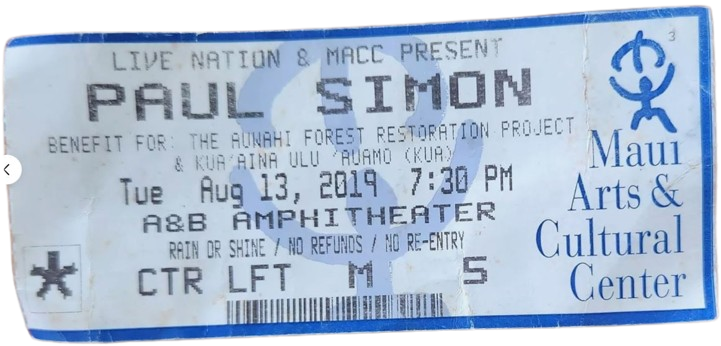 LIVE NATION & MACC PRESENT
PAUL SIMON
BENEFIT FOR: THE AUWAHI FOREST RESTORATION PROJECT
& KUA'AINA ULU 'AUAMO (KUA)
Tue Aug 13, 2019 7:30 PM
A&B AMPHITHEATER
RAIN OR SHINE / NO REFUNDS / NO RE-ENTRY
CTR LFT M 5
3
Maui
Arts &
Cultural
Center